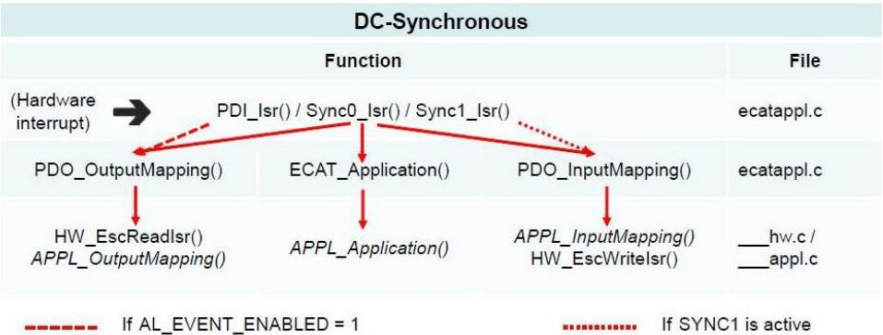 DC-Synchronous
Function File
(Hardware
interrupt) PDI_Isr() / Sync0_Isr() / Sync1_Isr() ecatappl.c
PDO_OutputMapping() ECAT_Application() PDO_InputMapping() ecatappl.c
HW_EscReadIsr()
APPL_OutputMapping()
APPL_Application()
APPL_InputMapping()
HW_EscWriteIsr()
___hw.c /
___appl.c
If AL_EVENT_ENABLED = 1 If SYNC1 is active